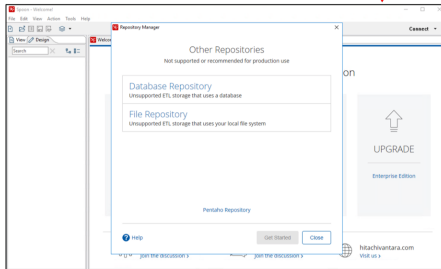 Spoon - Welcome!
File Edit View Action Tools Help
Connect
View Design
Search
Repository Manager
Other Repositories
Not supported or recommended for production use
Database Repository
Unsupported ETL storage that uses a database
File Repository
Unsupported ETL storage that uses your local file system
Pentaho Repository
Help
Get Started
Close
on
UPGRADE
Enterprise Edition
Join the discussion >
Join the discussion >
hitachivantara.com
Visit us >